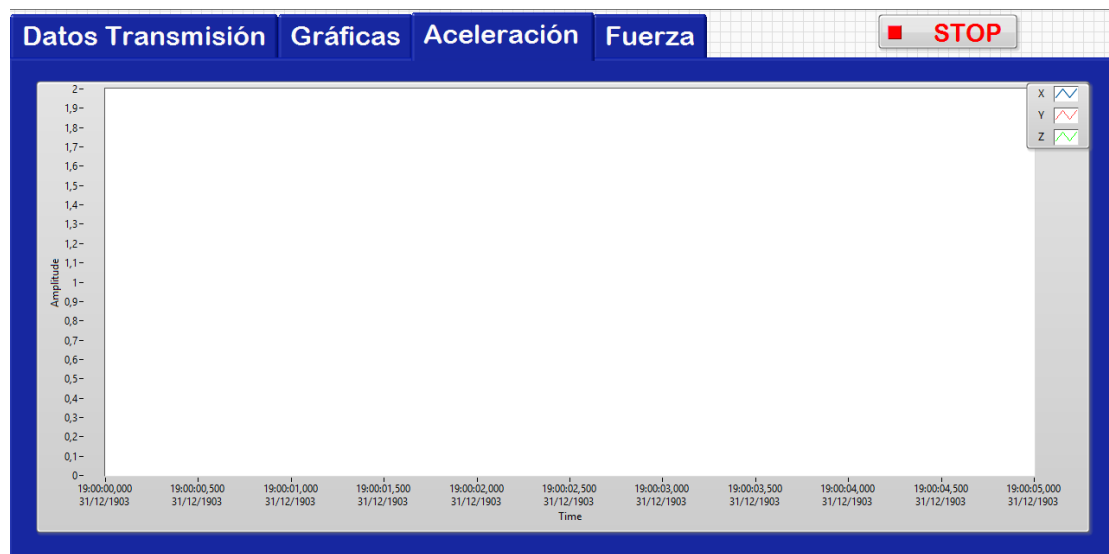 Datos Transmisión Gráficas Aceleración Fuerza STOP
X
Y
Z
Amplitude
2
1,9
1,8
1,7
1,6
1,5
1,4
1,3
1,2
1,1
1
0,9
0,8
0,7
0,6
0,5
0,4
0,3
0,2
0,1
0
19:00:00,000 19:00:00,500 19:00:01,000 19:00:01,500 19:00:02,000 19:00:02,500 19:00:03,000 19:00:03,500 19:00:04,000 19:00:04,500 19:00:05,000
31/12/1903 31/12/1903 31/12/1903 31/12/1903 31/12/1903 31/12/1903 31/12/1903 31/12/1903 31/12/1903 31/12/1903 31/12/1903
Time